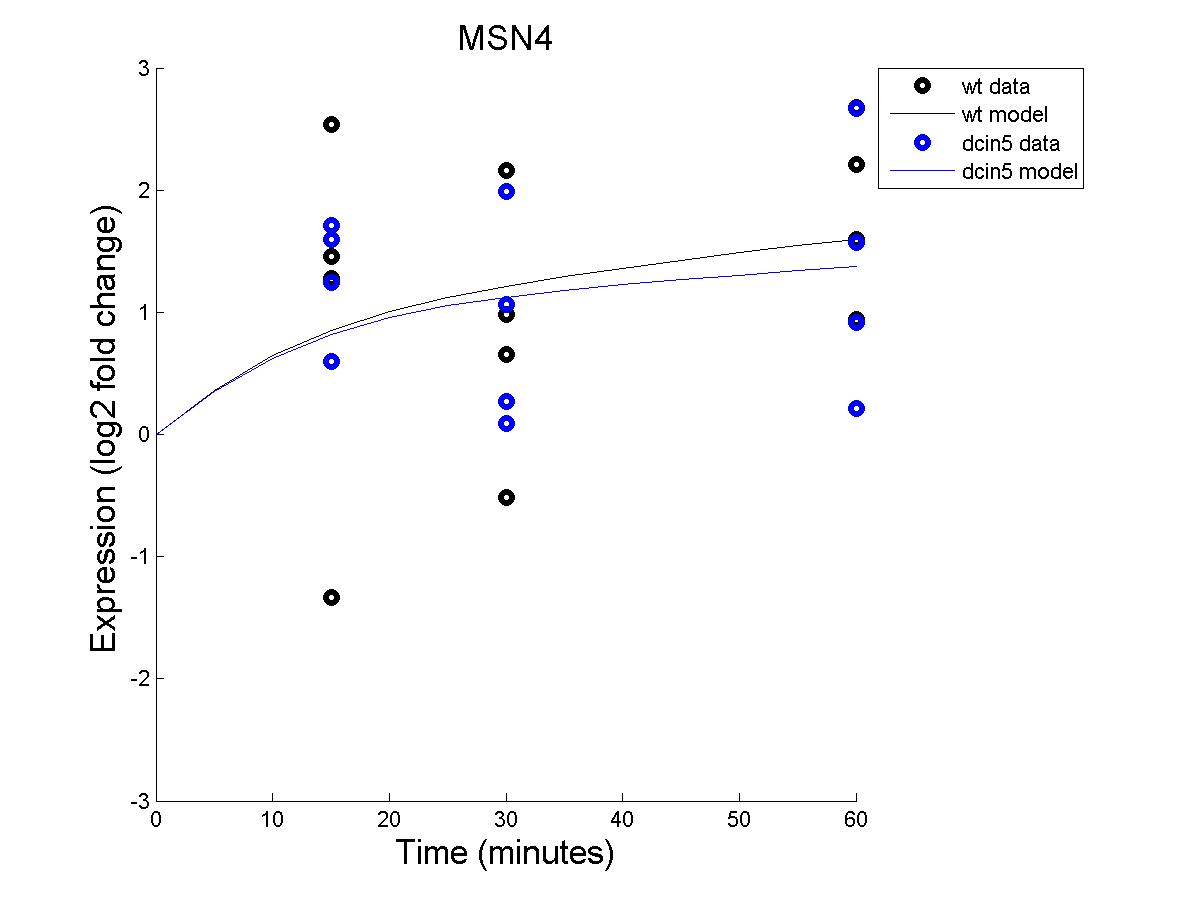 MSN4
3
2
1
0
-1
-2
-3
Expression (log2 fold change)
0 10 20 30 40 50 60
Time (minutes)
wt data
wt model
dcin5 data
dcin5 model